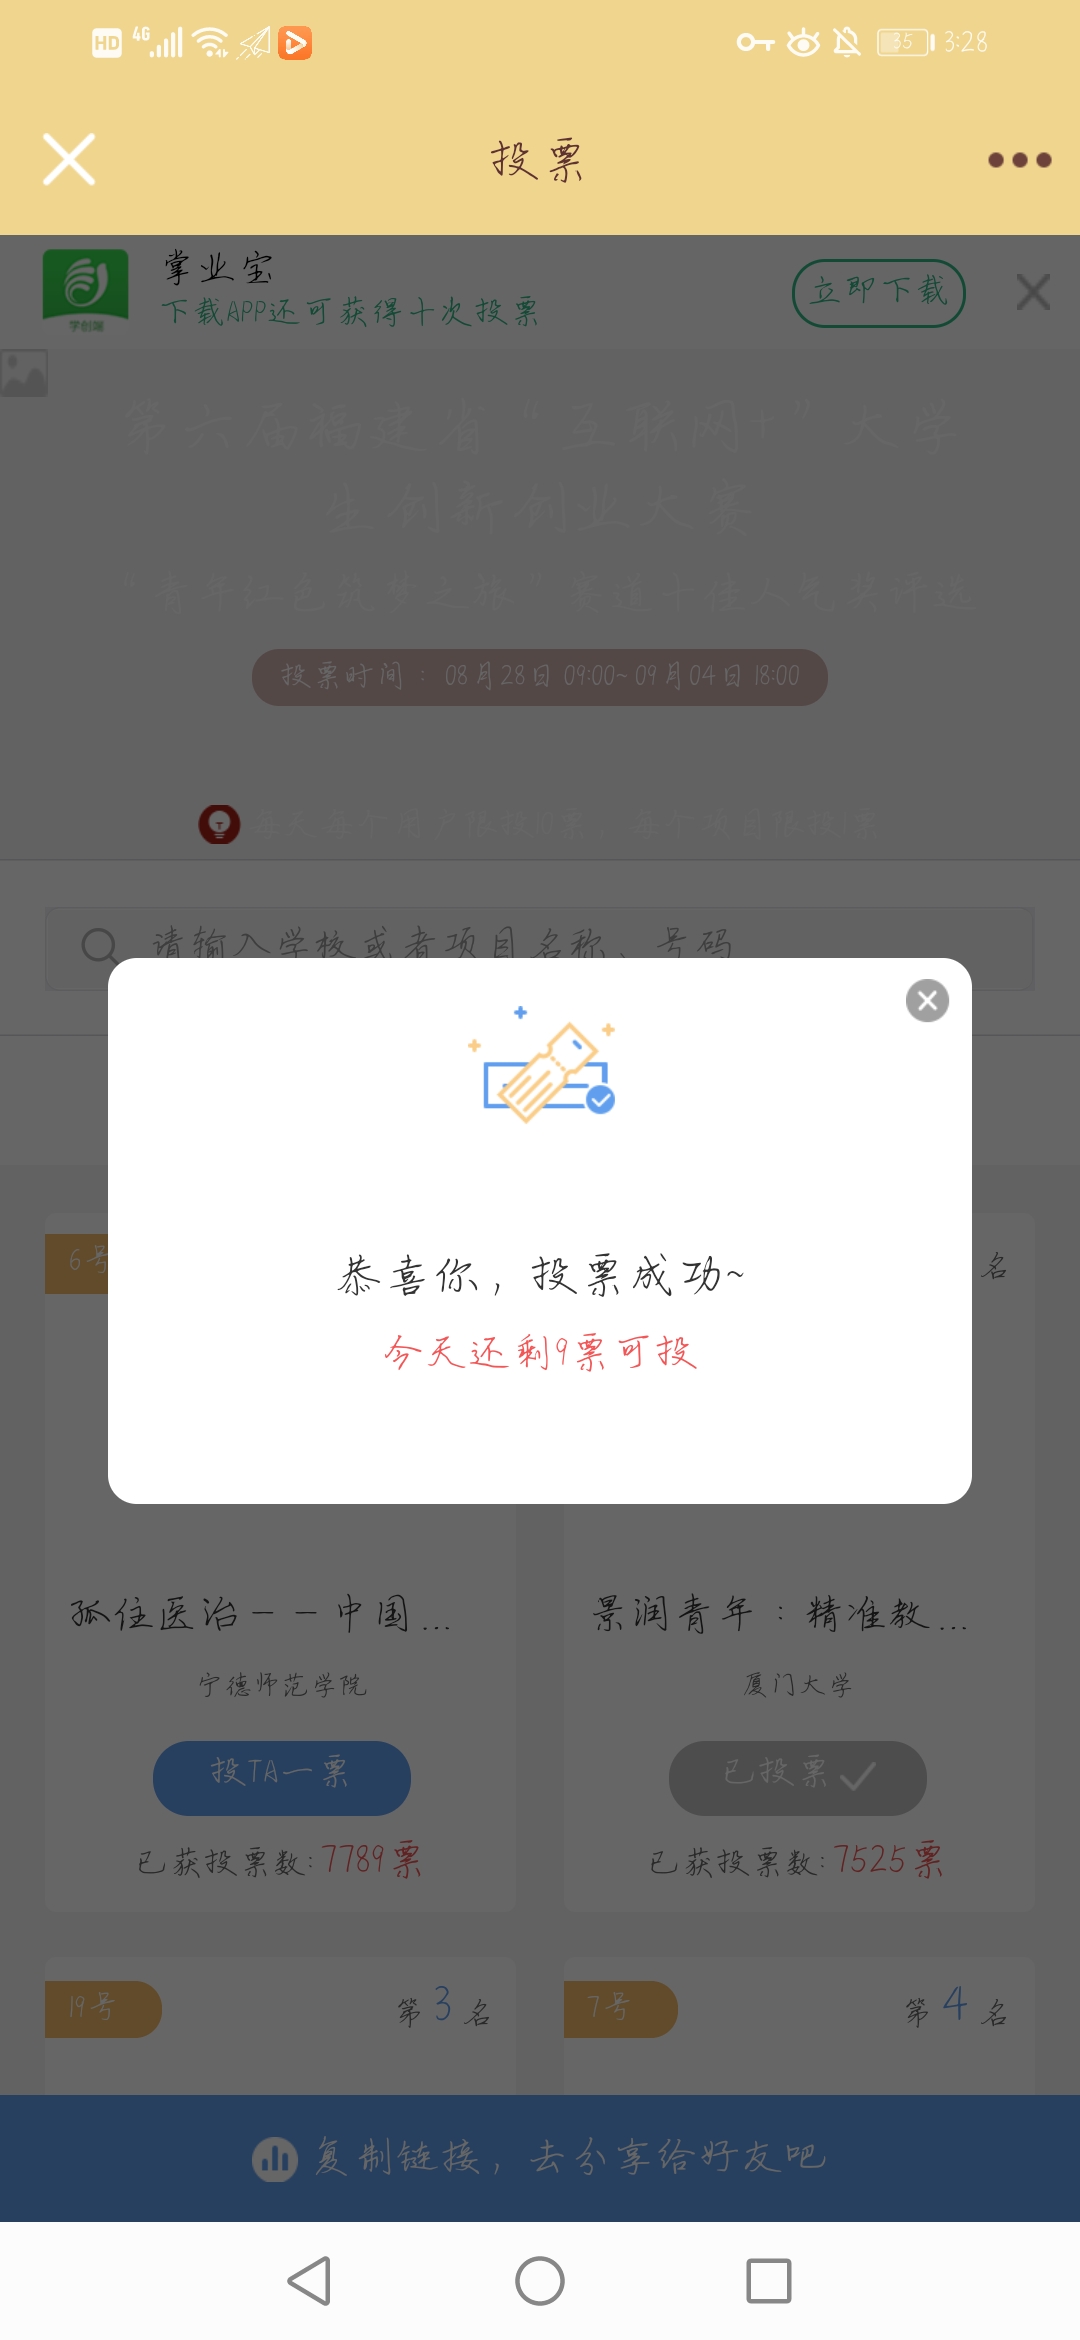 HD 4G 35 3:28
投票
掌业宝
下载APP还可获得十次投票
立即下载
学创端
第六届福建省“互联网+”大学
生创新创业大赛
“青年红色筑梦之旅”赛道十佳人气奖评选
投票时间：08月28日 09:00~09月04日 18:00
每天每个用户限投10票，每个项目限投1票
请输入学校或者项目名称、号码
恭喜你，投票成功~
今天还剩9票可投
6号
名
孤住医治－－中国...
宁德师范学院
投TA一票
已获投票数:7789票
景润青年：精准教...
厦门大学
已投票
已获投票数:7525票
19号 第3名
7号 第4名
复制链接，去分享给好友吧